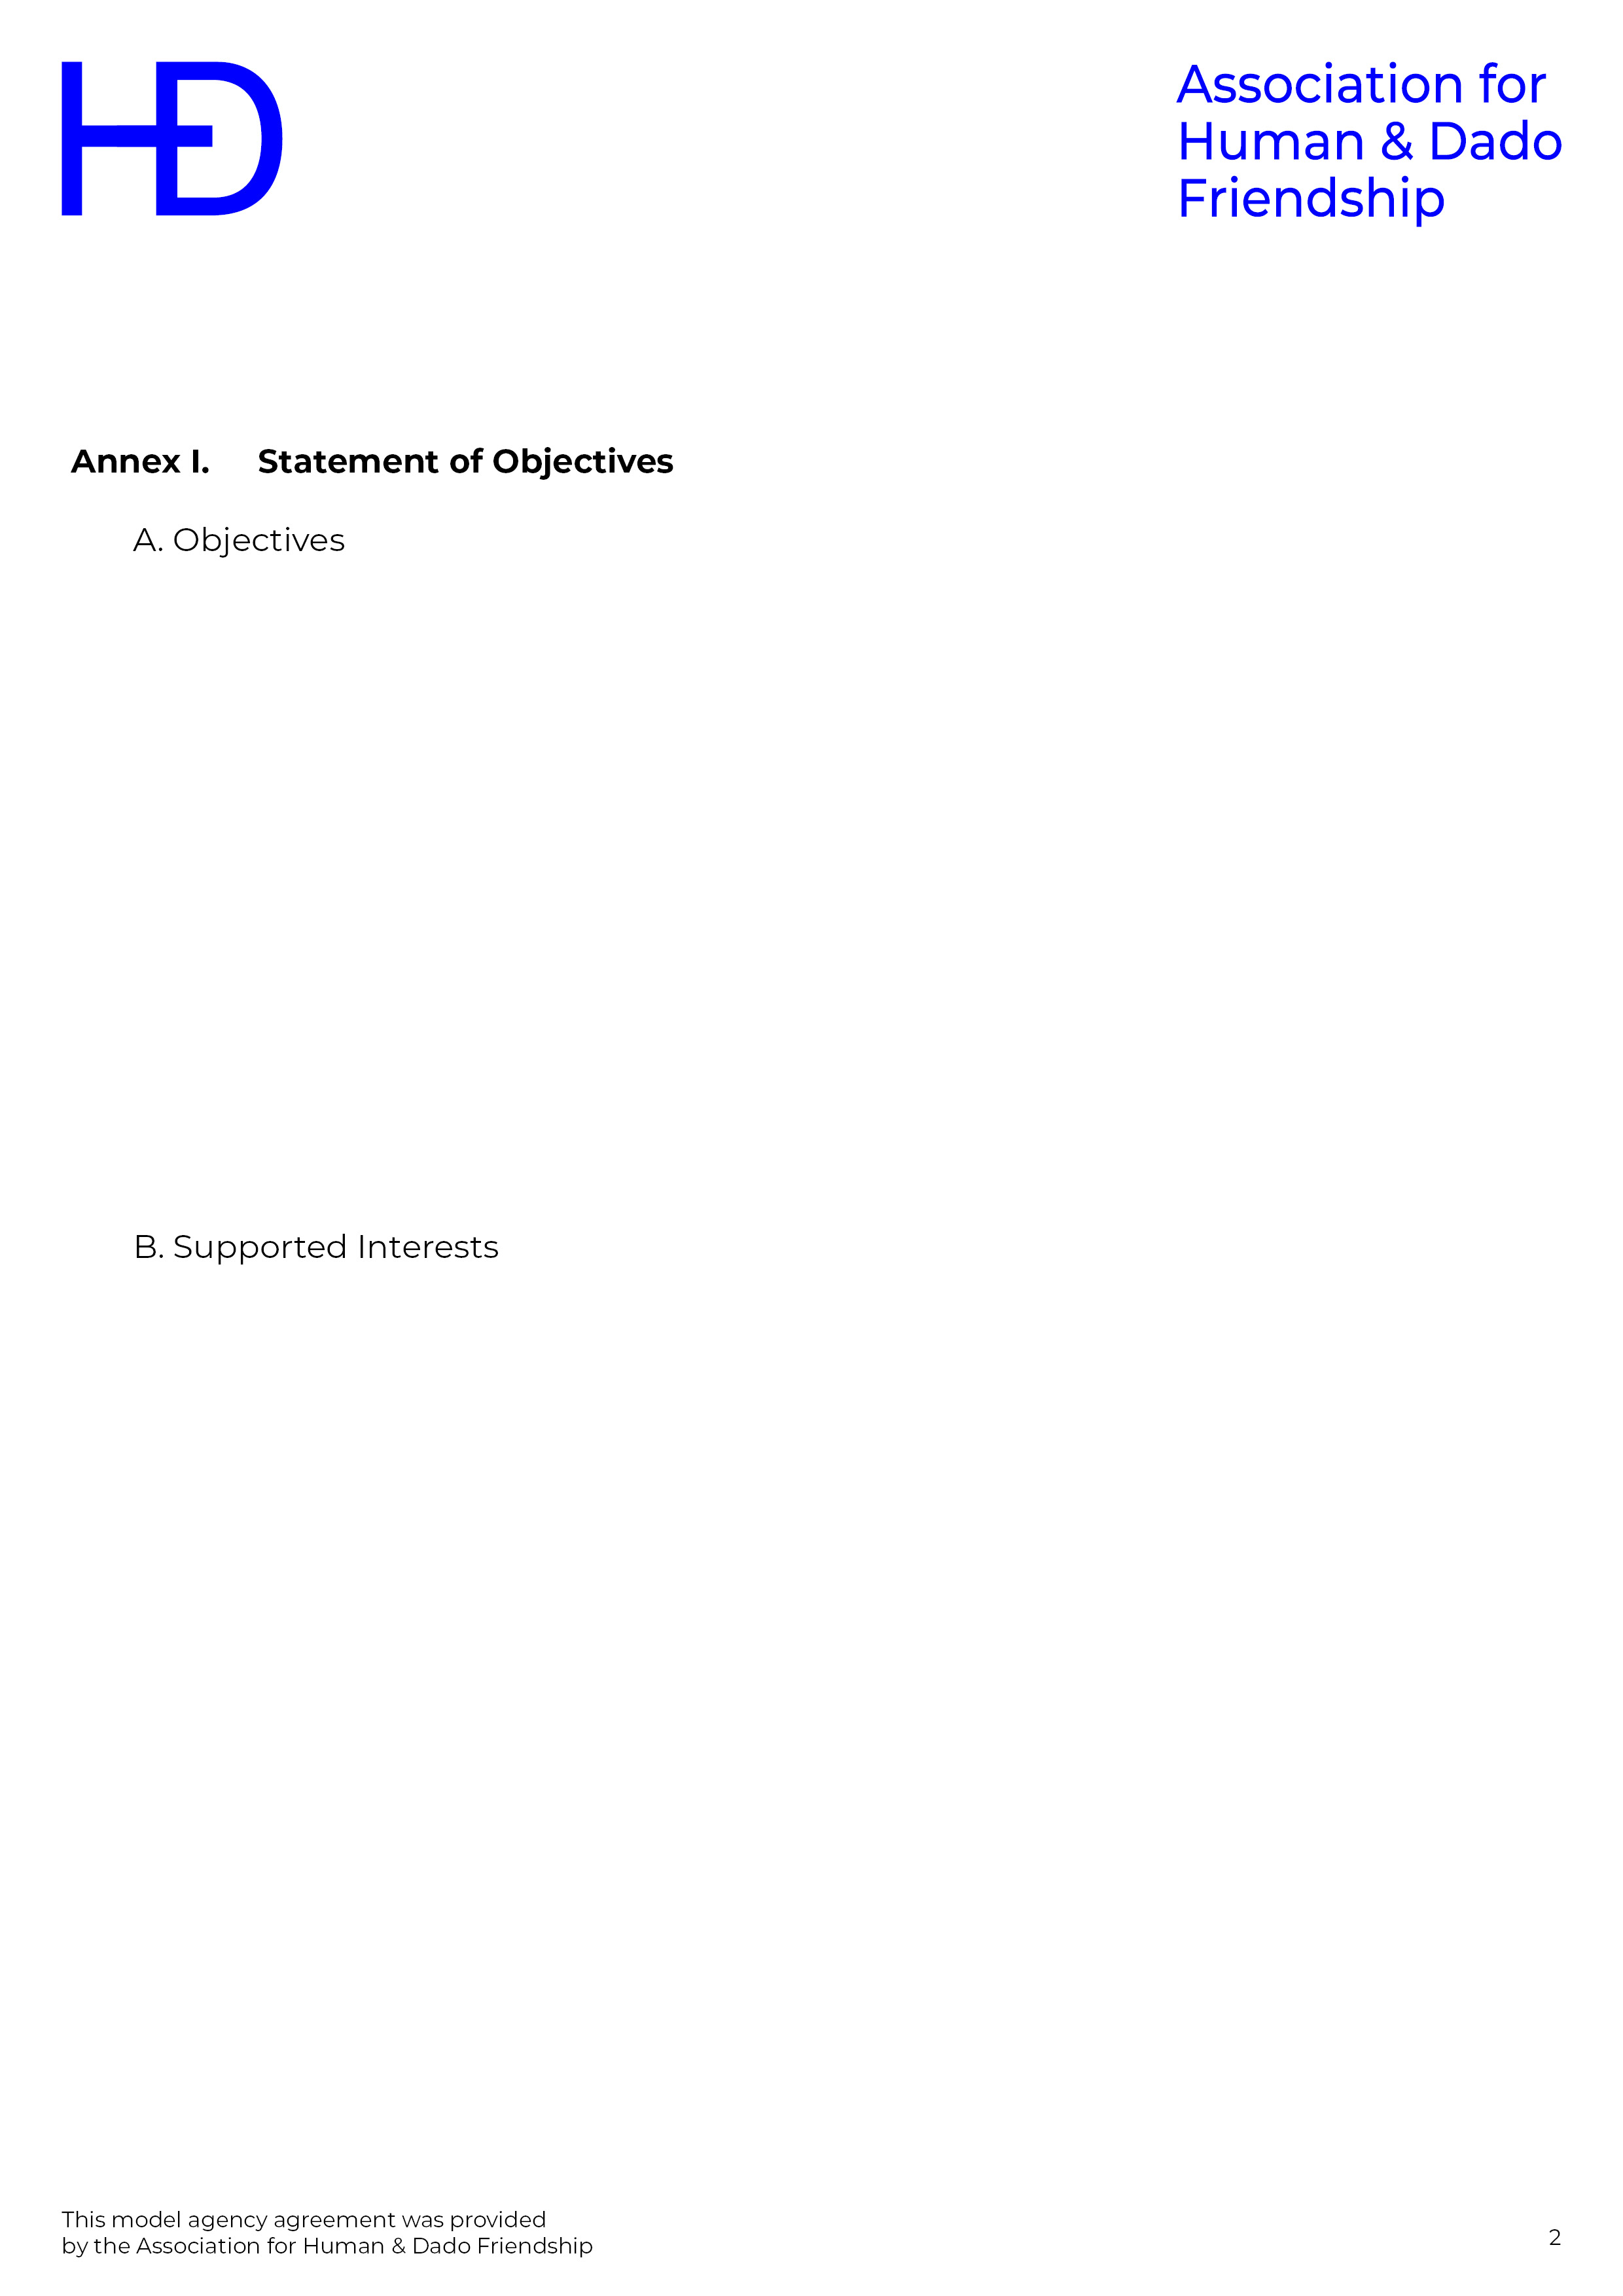 HD
Association for
Human & Dado
Friendship
Annex I. Statement of Objectives
A. Objectives
B. Supported Interests
This model agency agreement was provided
by the Association for Human & Dado Friendship
2